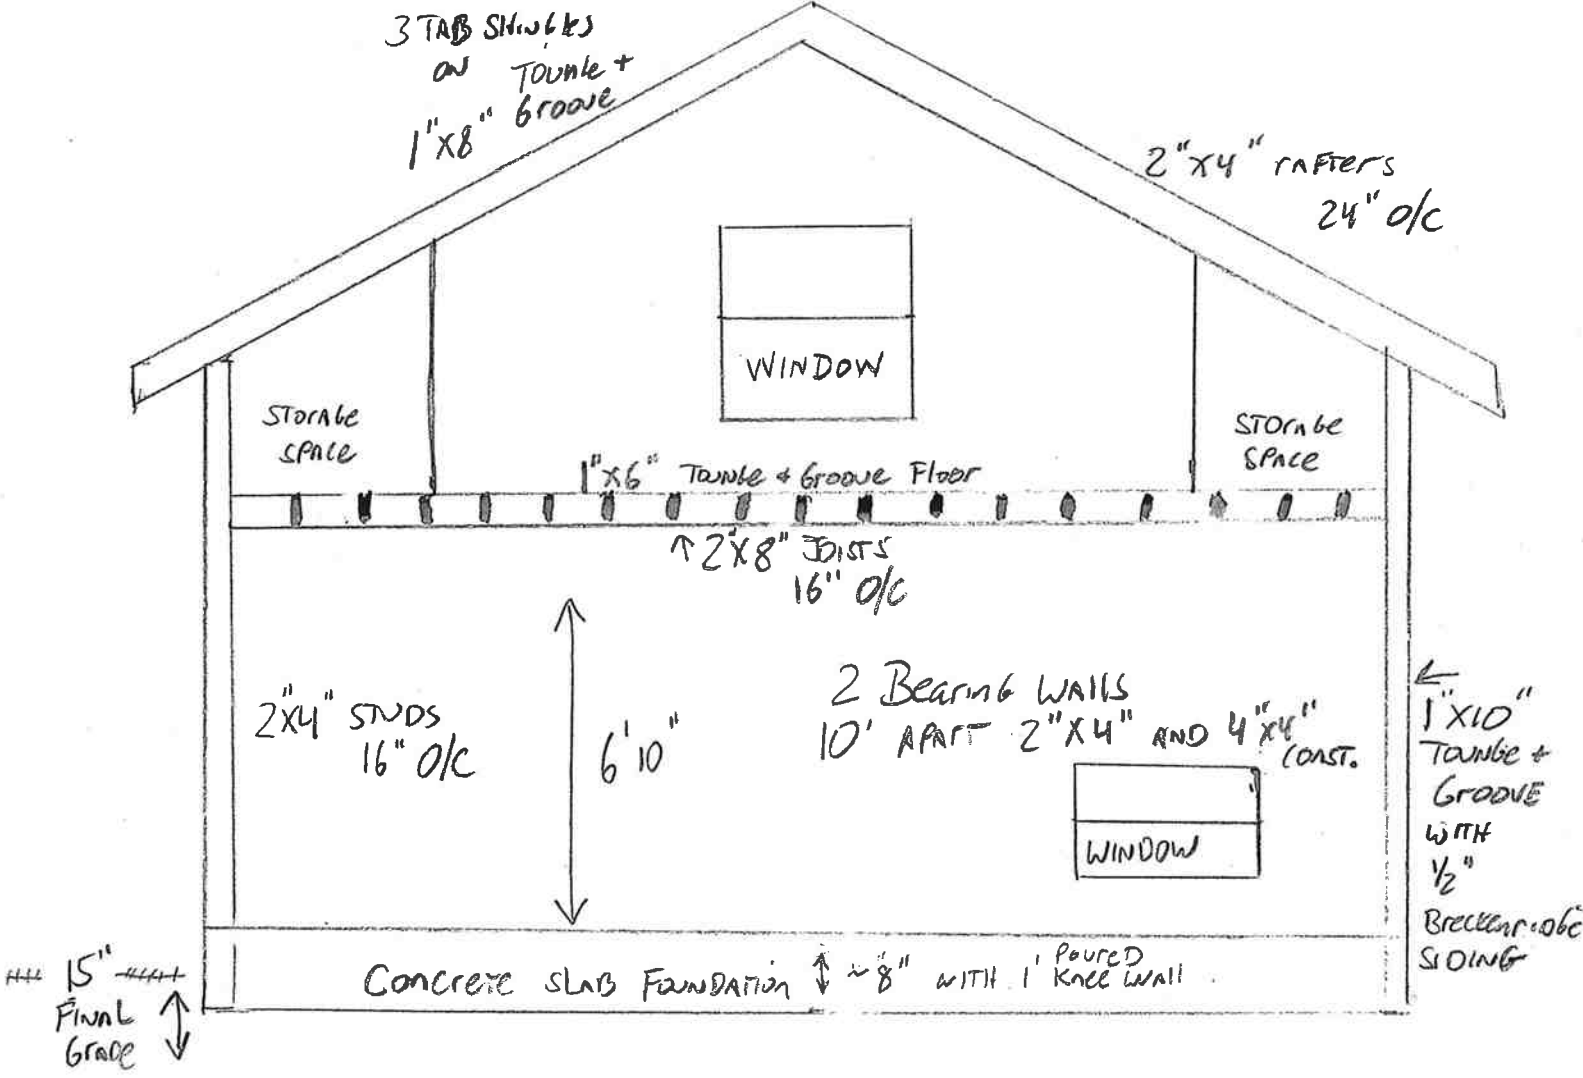 3 TAB SHINGLES
ON TOUNGE +
1"X8" GROOVE
2"X4" RAFTERS
24" O/C
WINDOW
STORAGE
SPACE
STORAGE
SPACE
1"X6" TOUNGE + GROOVE FLOOR
↑ 2"X8" JOISTS
16" O/C
2"X4" STUDS
16" O/C
6'10"
2 BEARING WALLS
10' APART 2"X4" AND 4"X4"
CONST.
WINDOW
1"X10"
TOUNGE +
GROOVE
WITH
1/2"
BRECKENRIDGE
SIDING
15"
FINAL
GRADE
CONCRETE SLAB FOUNDATION ~8" WITH 1' POURED
KNEE WALL